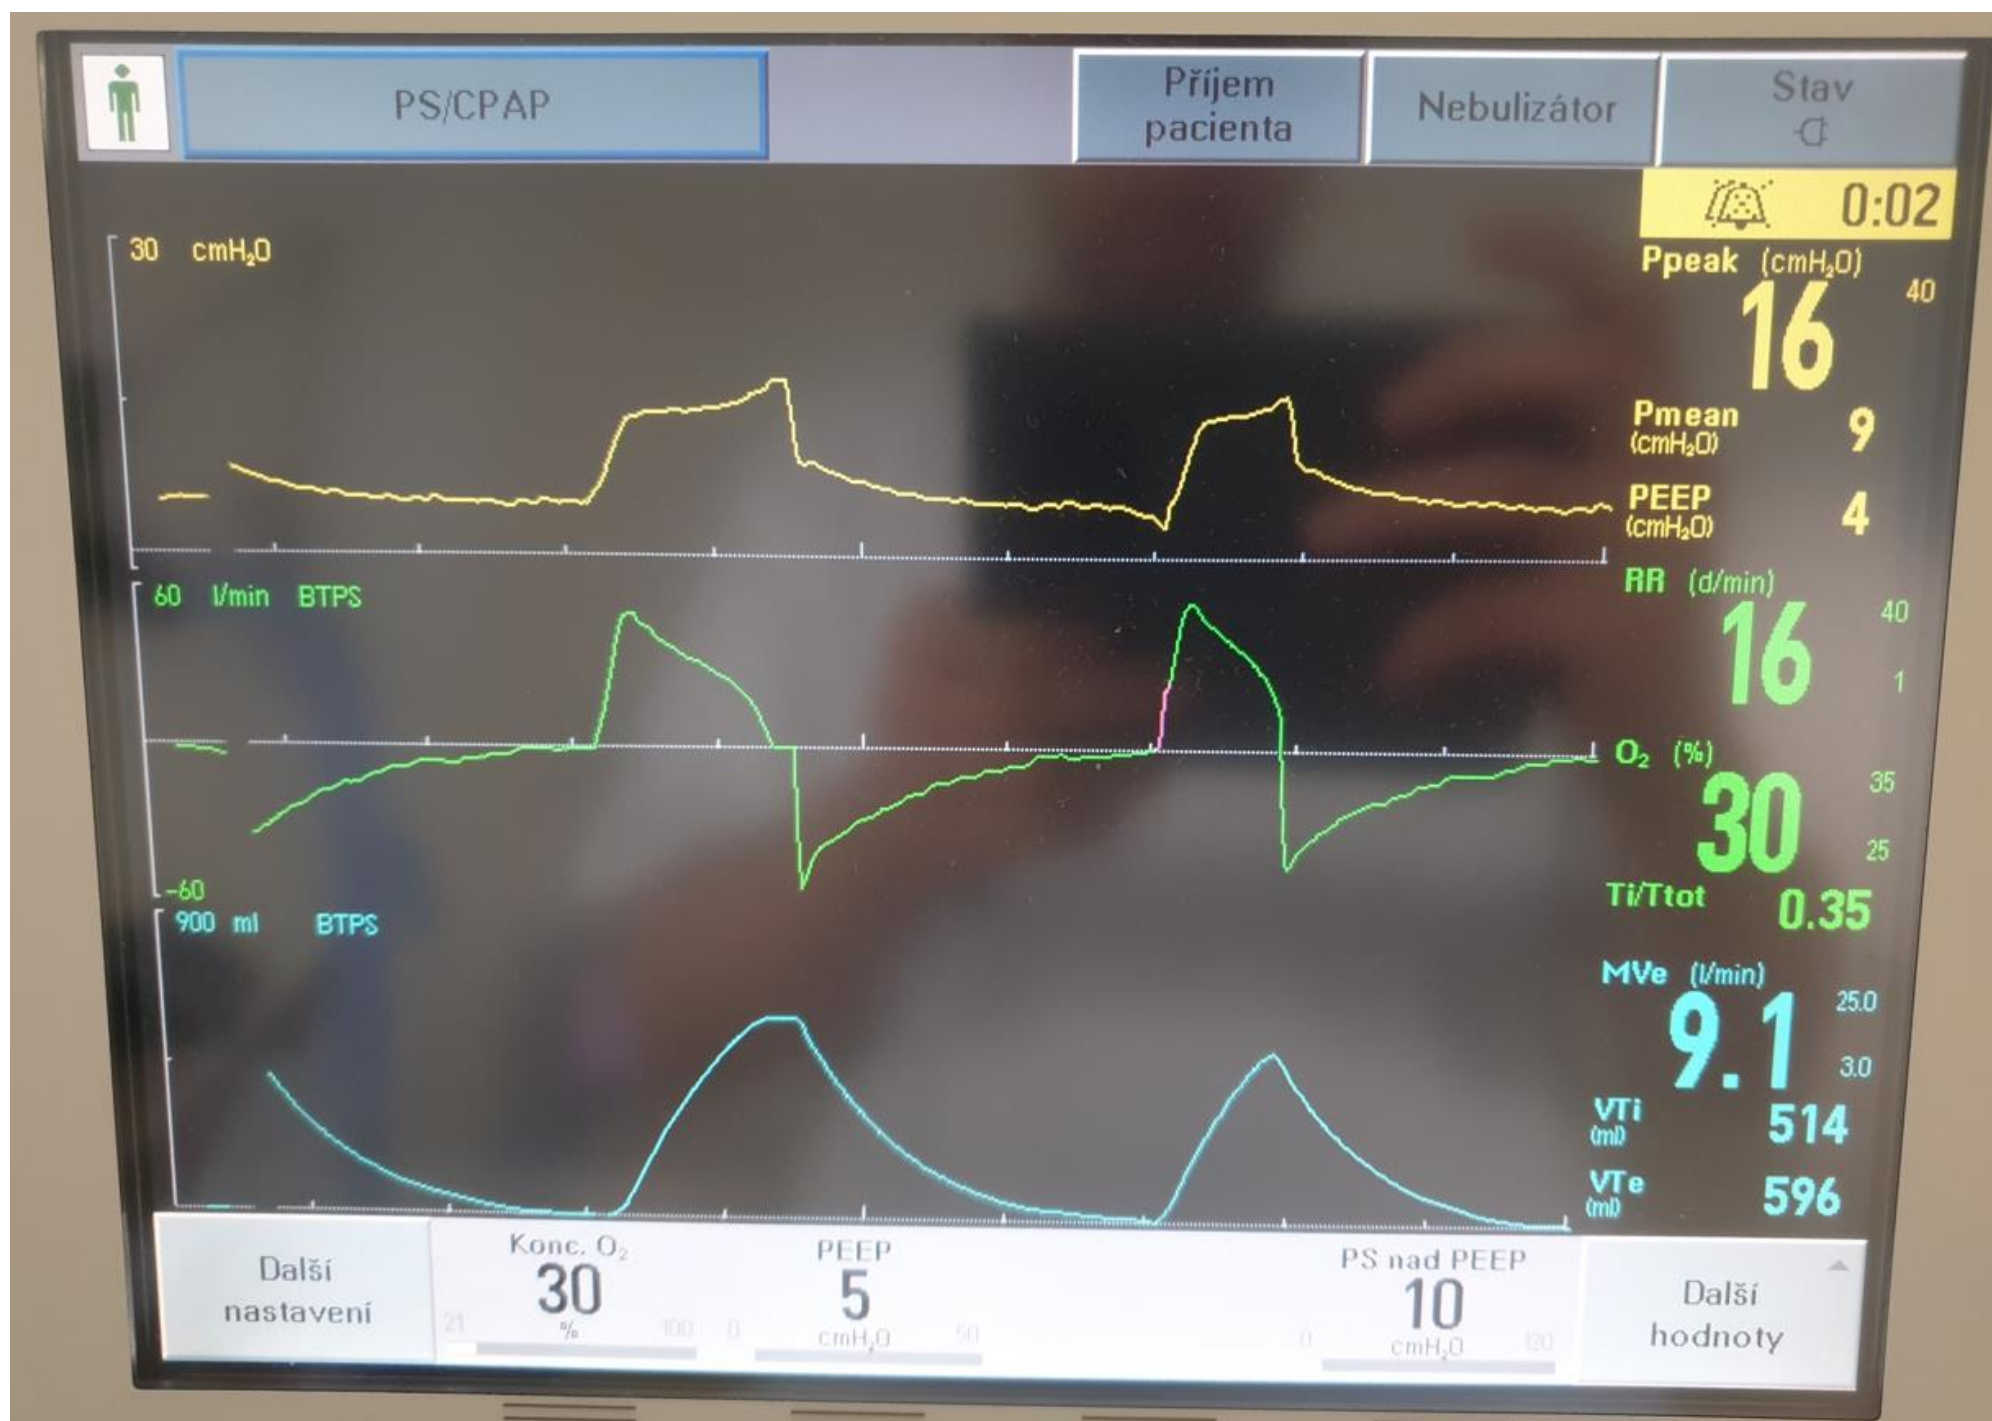 PS/CPAP
Příjem
pacienta
Nebulizátor
Stav
0:02
30 cmH₂O
Ppeak (cmH₂O)
16 40
Pmean
(cmH₂O) 9
PEEP
(cmH₂O) 4
60 l/min BTPS
-60
RR (d/min)
16 40
1
O₂ (%)
30 35
25
Ti/Ttot 0.35
900 ml BTPS
MVe (l/min)
9.1 25.0
3.0
VTi
(ml) 514
VTe
(ml) 596
Další
nastavení
Konc. O₂
30
21 % 100
PEEP
5
0 cmH₂O 50
PS nad PEEP
10
0 cmH₂O 120
Další
hodnoty